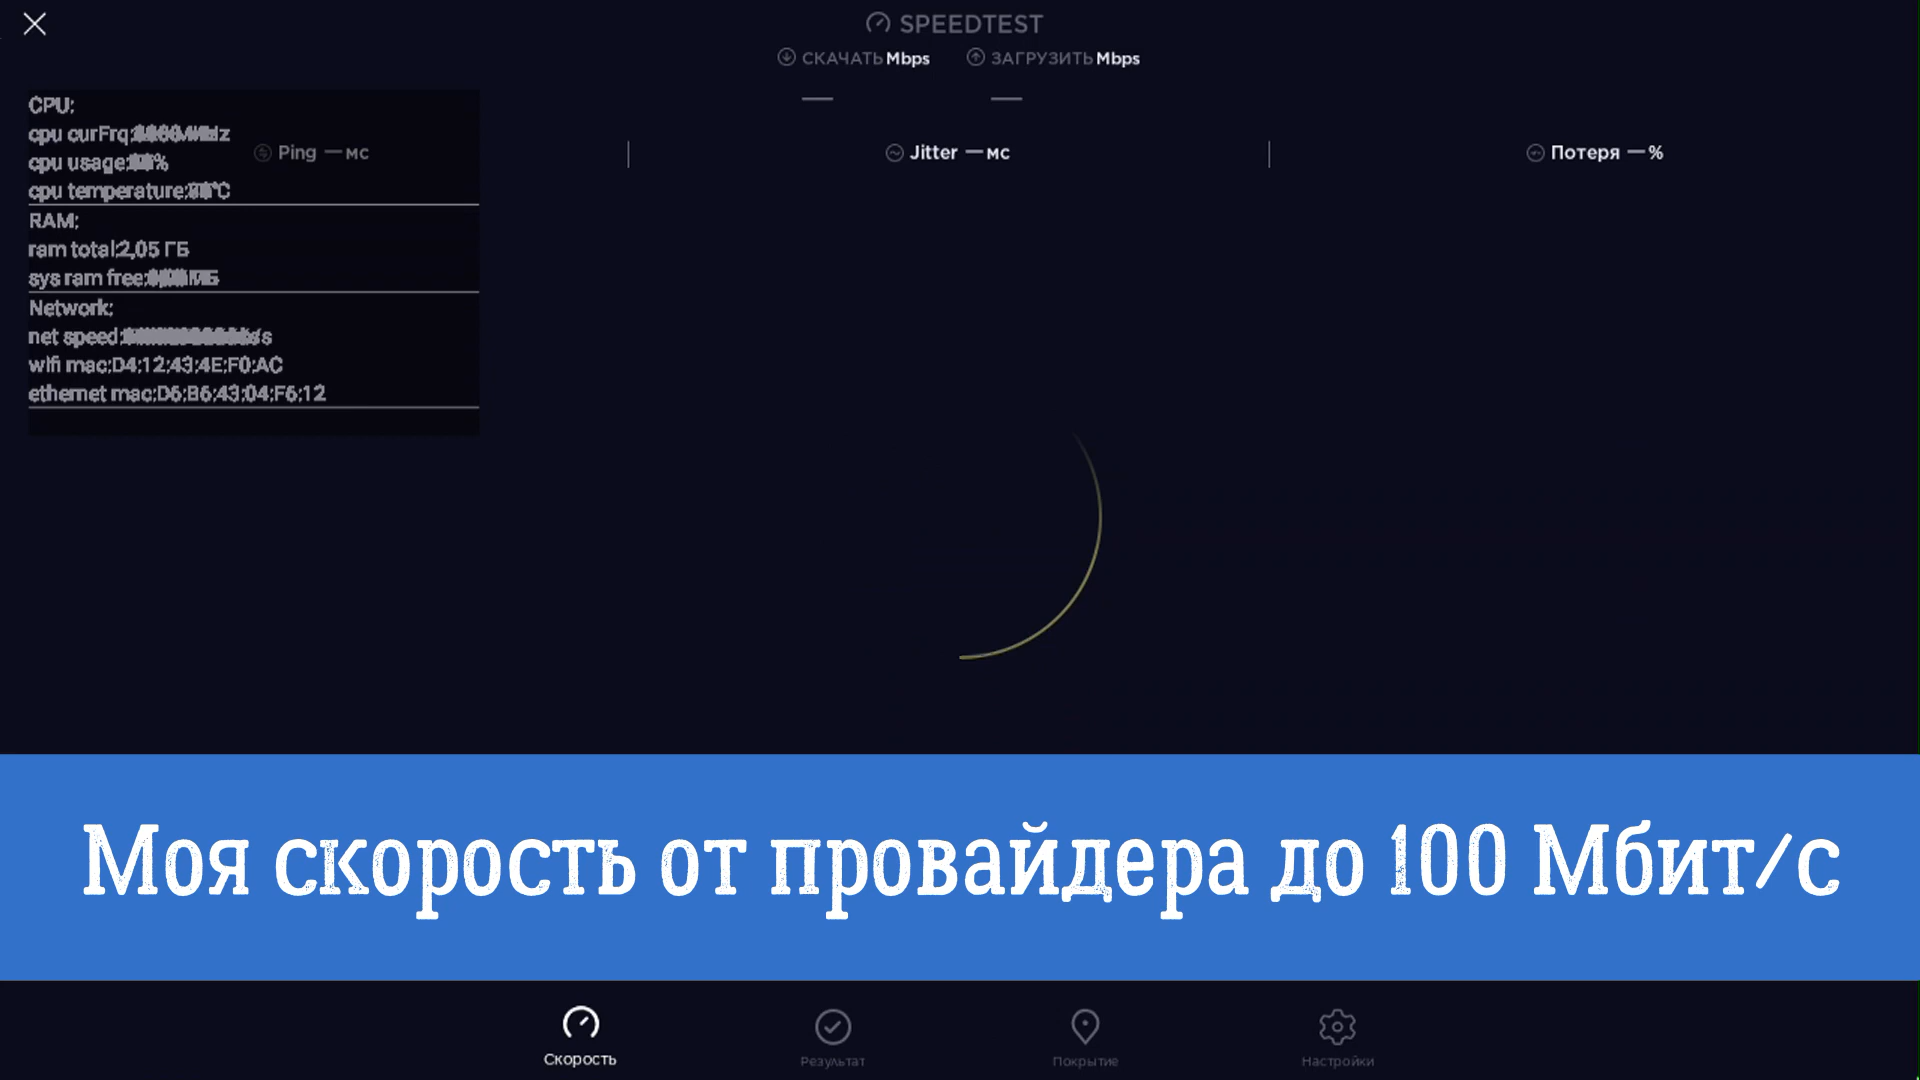 SPEEDTEST
СКАЧАТЬ Mbps ЗАГРУЗИТЬ Mbps
— —
CPU:
cpu curFrq:
cpu usage: %
cpu temperature: °C
Ping — мс
Jitter — мс
Потеря — %
RAM:
ram total:2,05 ГБ
sys ram free:
Network:
net speed:
wifi mac:D4:12:43:4E:F0:AC
ethernet mac:D6:B6:43:04:F6:12
Моя скорость от провайдера до 100 Мбит/с
Скорость Результат Покрытие Настройки